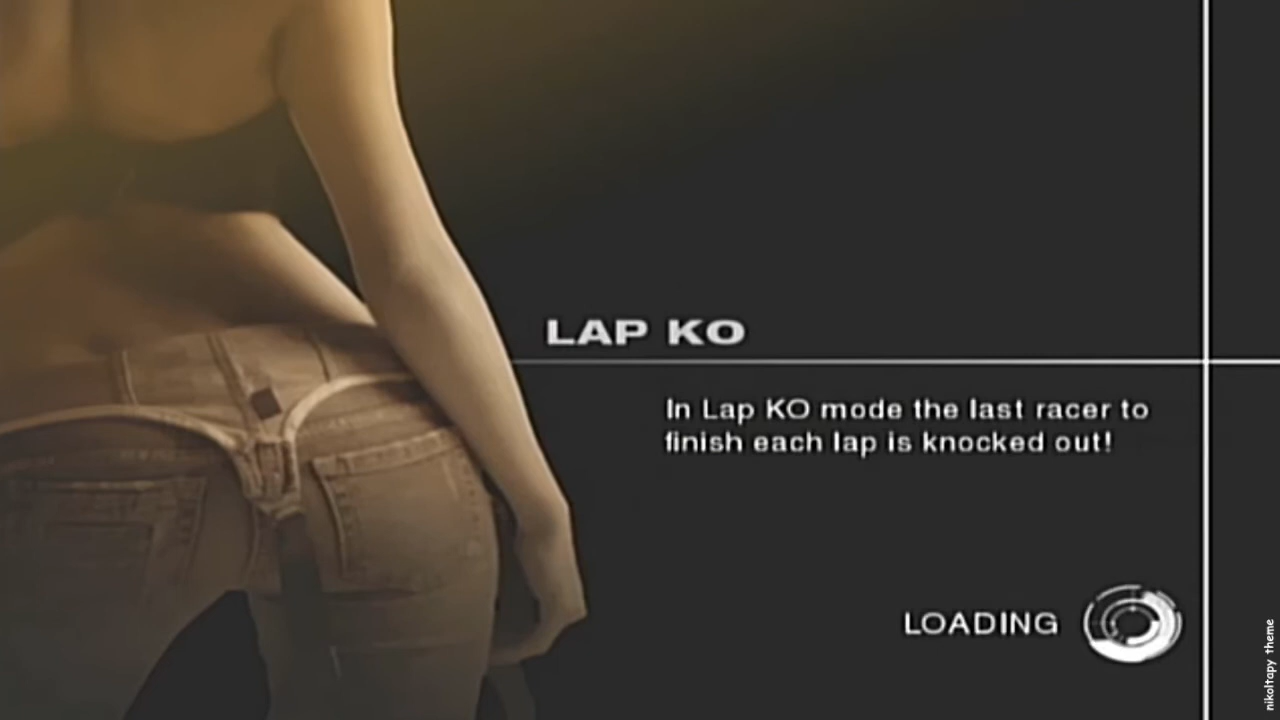 LAP KO
In Lap KO mode the last racer to
finish each lap is knocked out!
LOADING
nikoltapy theme